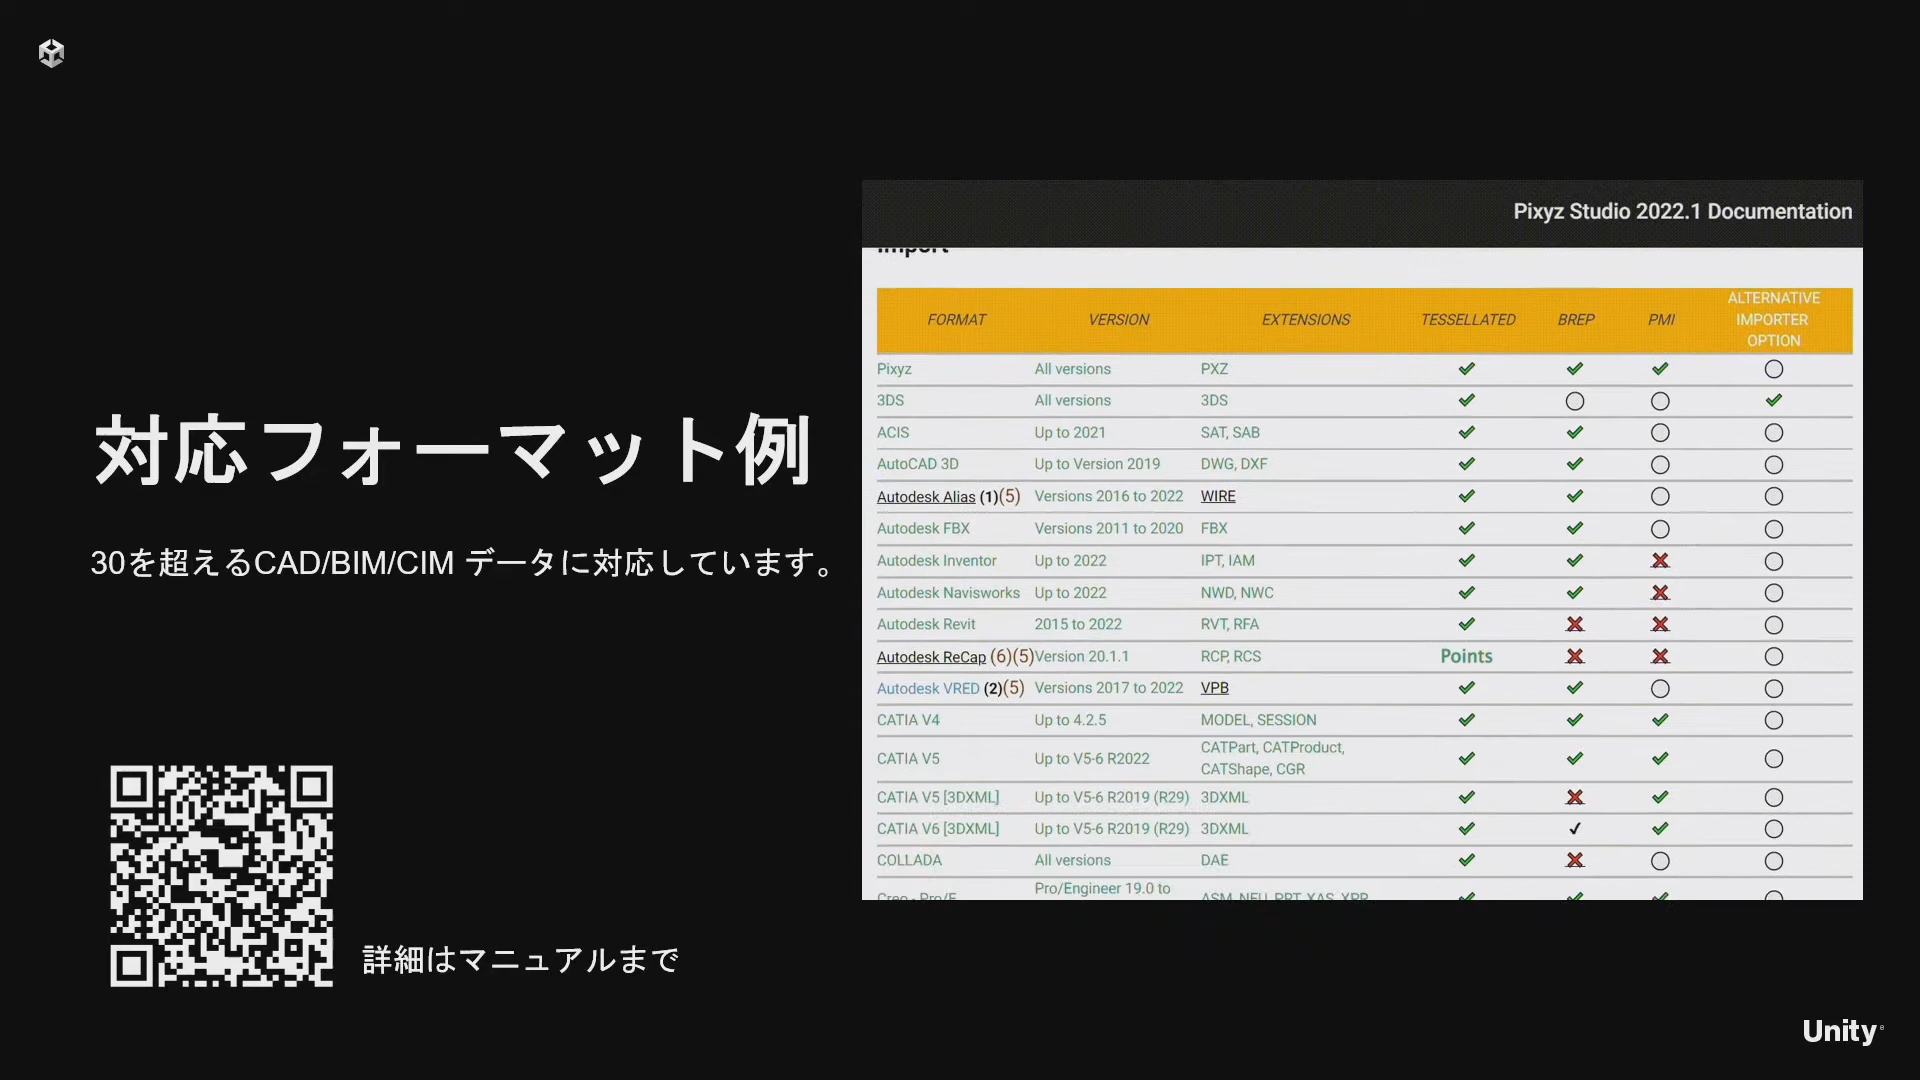 対応フォーマット例
30を超えるCAD/BIM/CIM データに対応しています。
詳細はマニュアルまで
Pixyz Studio 2022.1 Documentation
Import
FORMAT VERSION EXTENSIONS TESSELLATED BREP PMI ALTERNATIVE IMPORTER OPTION
Pixyz All versions PXZ
3DS All versions 3DS
ACIS Up to 2021 SAT, SAB
AutoCAD 3D Up to Version 2019 DWG, DXF
Autodesk Alias (1)(5) Versions 2016 to 2022 WIRE
Autodesk FBX Versions 2011 to 2020 FBX
Autodesk Inventor Up to 2022 IPT, IAM
Autodesk Navisworks Up to 2022 NWD, NWC
Autodesk Revit 2015 to 2022 RVT, RFA
Autodesk ReCap (6)(5) Version 20.1.1 RCP, RCS Points
Autodesk VRED (2)(5) Versions 2017 to 2022 VPB
CATIA V4 Up to 4.2.5 MODEL, SESSION
CATIA V5 Up to V5-6 R2022 CATPart, CATProduct,
CATShape, CGR
CATIA V5 [3DXML] Up to V5-6 R2019 (R29) 3DXML
CATIA V6 [3DXML] Up to V5-6 R2019 (R29) 3DXML
COLLADA All versions DAE
Pro/Engineer 19.0 to
Creo - Pro/E ASM, NEU, PRT, XAS, XPR
Unity